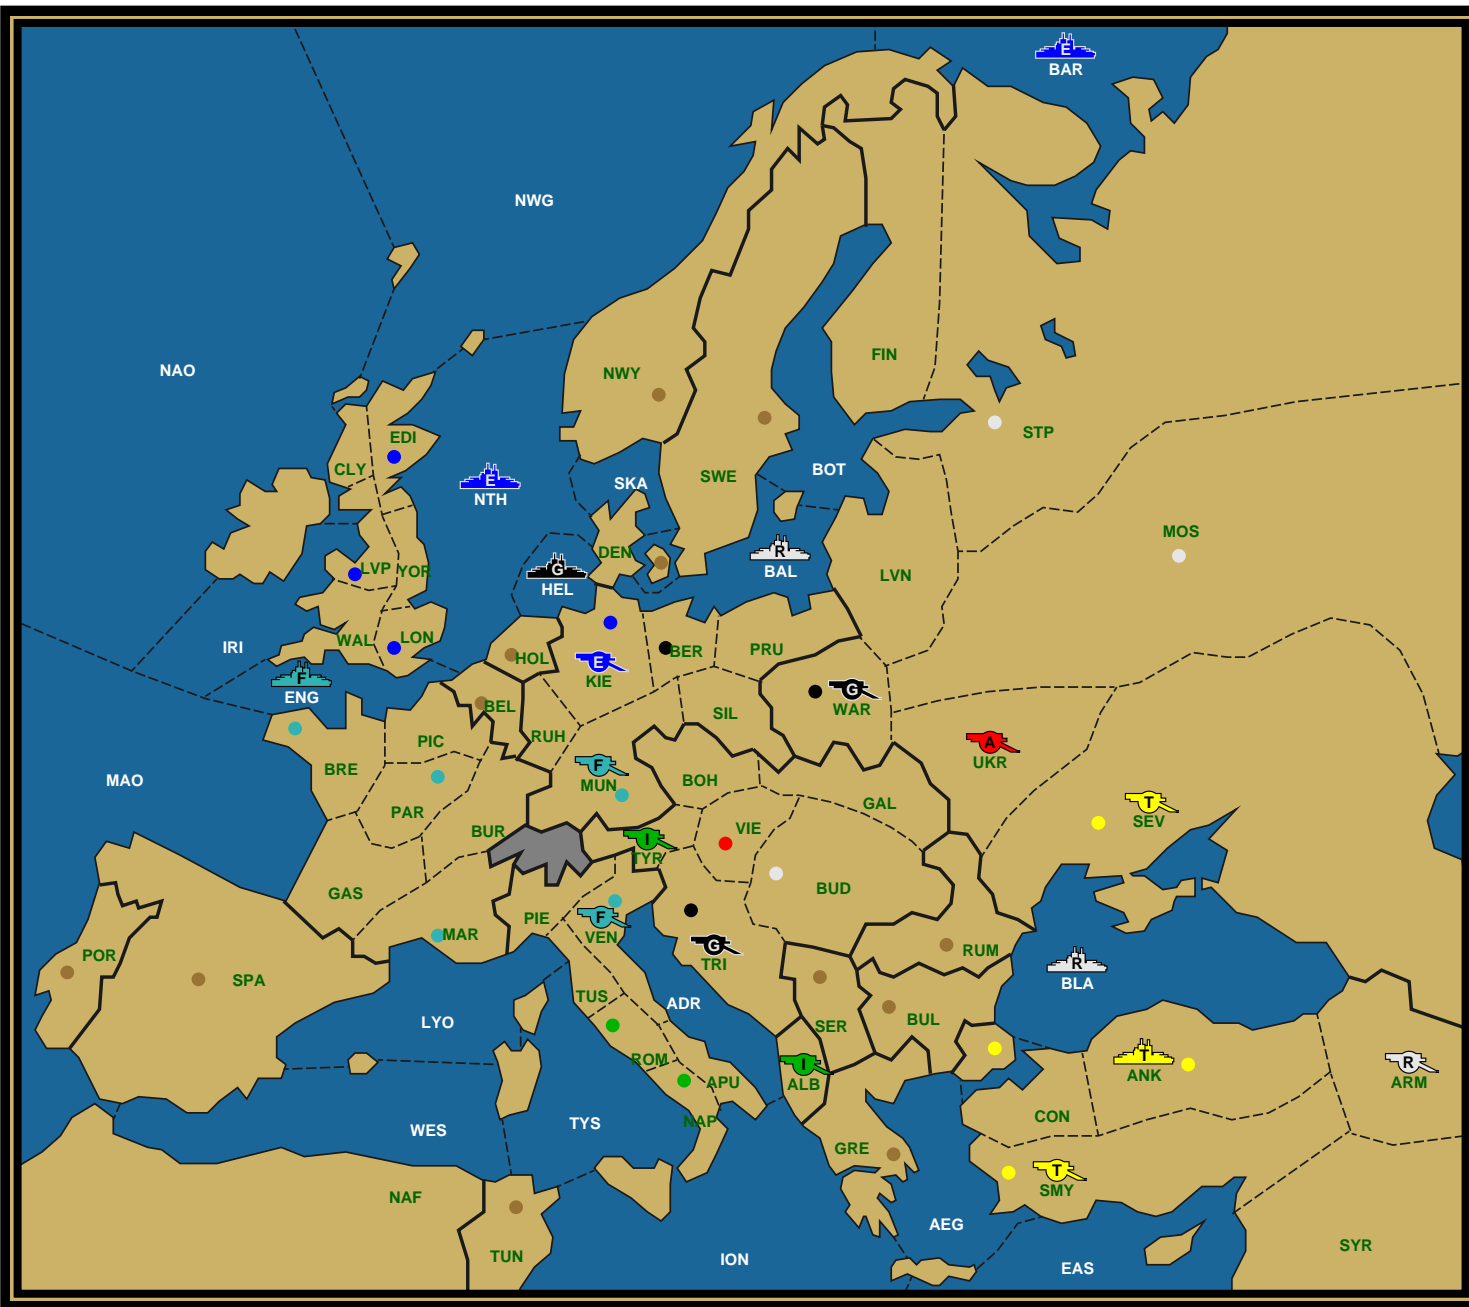 E
BAR
NWG
NAO
FIN
NWY
EDI
STP
CLY
SWE
BOT
SKA
E
NTH
MOS
DEN
R
BAL
G
HEL
LVP
YOR
LVN
IRI
WAL
LON
HOL
BER
PRU
E
KIE
F
ENG
BEL
G
WAR
SIL
RUH
PIC
A
UKR
BRE
F
MUN
BOH
MAO
GAL
T
SEV
PAR
BUR
VIE
I
TYR
GAS
BUD
PIE
F
VEN
MAR
G
TRI
RUM
POR
SPA
R
BLA
TUS
ADR
LYO
SER
BUL
ROM
I
ALB
APU
T
ANK
R
ARM
NAP
TYS
WES
CON
GRE
T
SMY
NAF
AEG
TUN
ION
EAS
SYR